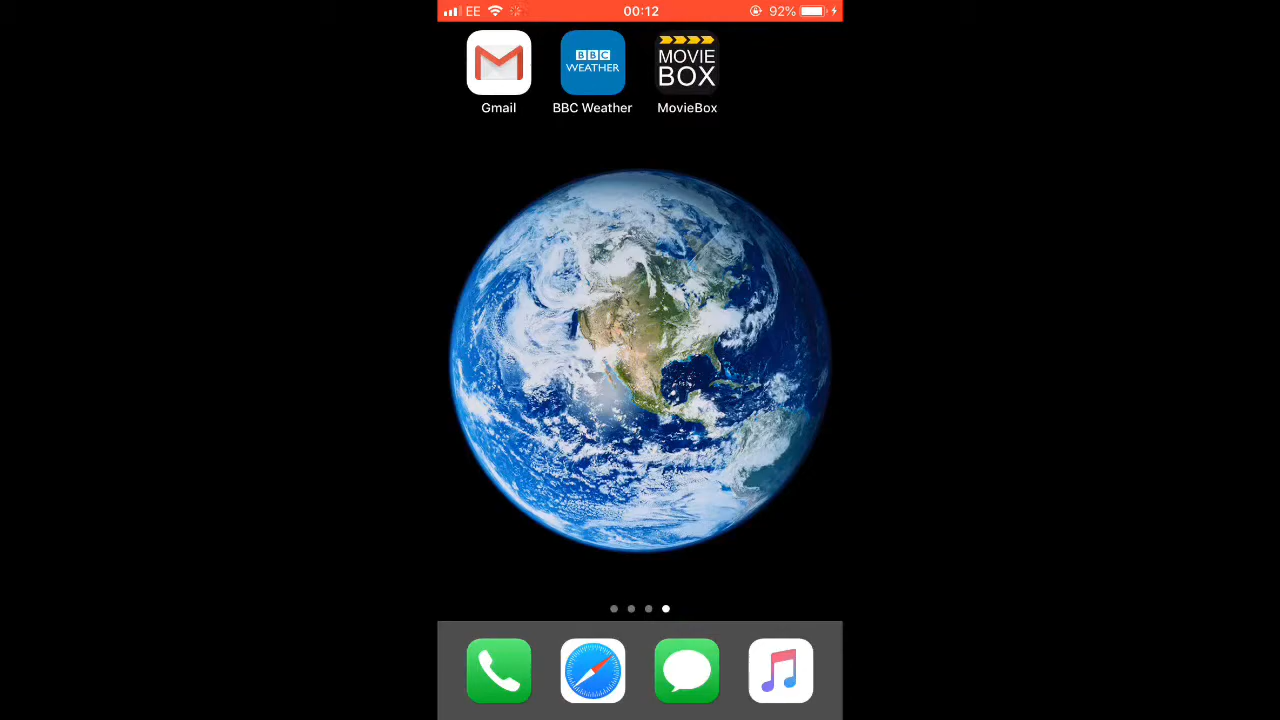 EE 00:12 92%
BBC
WEATHER
MOVIE
BOX
Gmail BBC Weather MovieBox